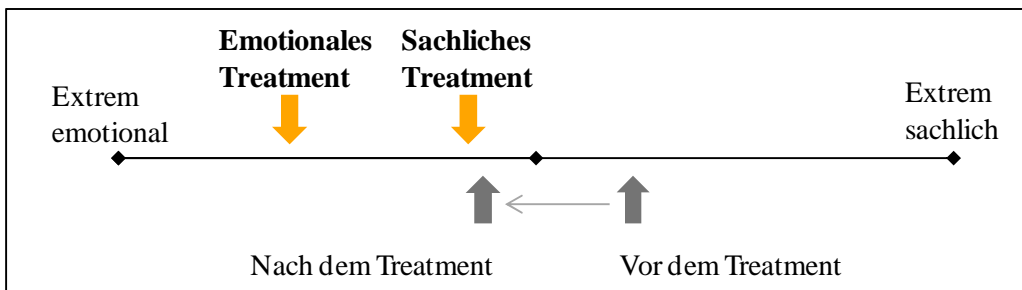 Emotionales Treatment
Sachliches Treatment
Extrem emotional
Extrem sachlich
Nach dem Treatment
Vor dem Treatment